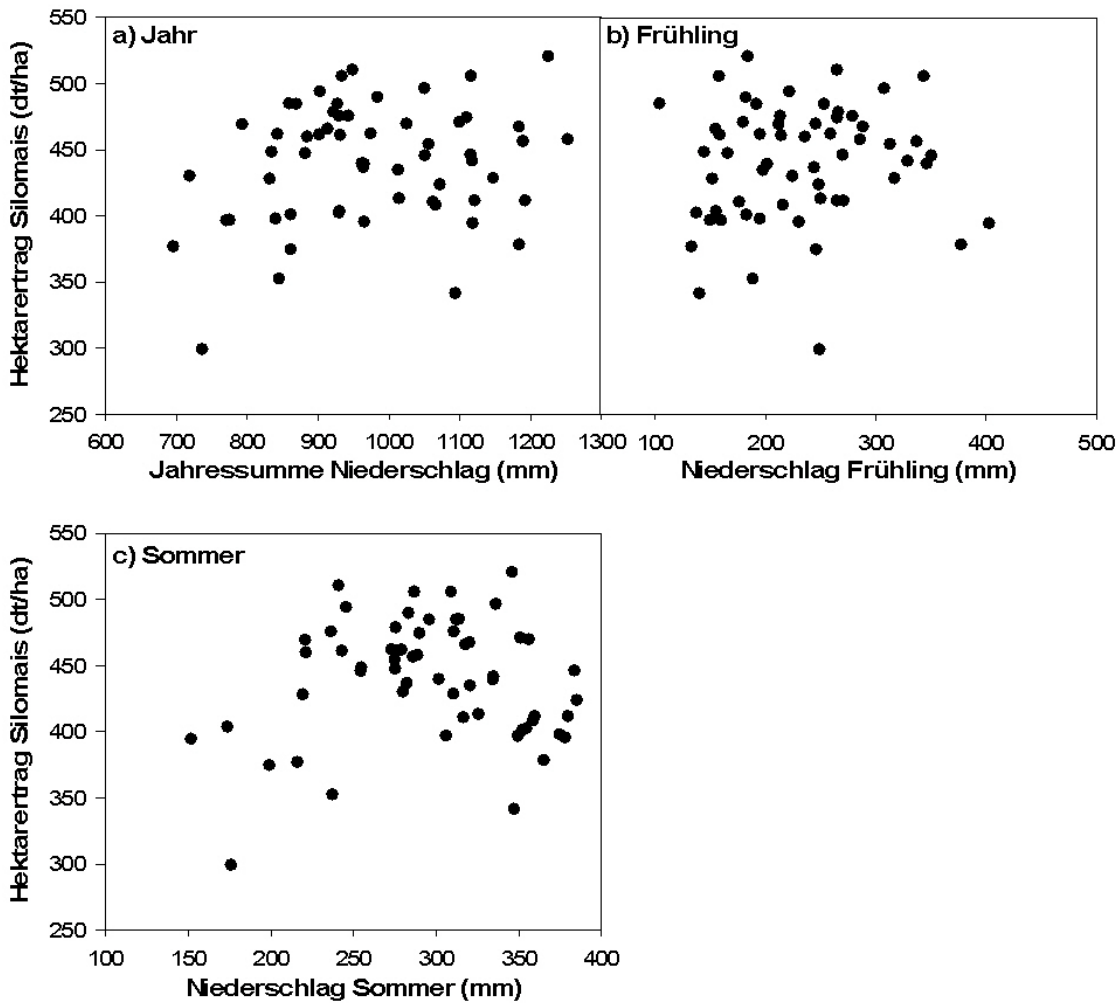 a) Jahr
Hektarertrag Silomais (dt/ha)
550
500
450
400
350
300
250
600 700 800 900 1000 1100 1200 1300
Jahressumme Niederschlag (mm)
b) Frühling
100 200 300 400 500
Niederschlag Frühling (mm)
c) Sommer
Hektarertrag Silomais (dt/ha)
550
500
450
400
350
300
250
100 150 200 250 300 350 400
Niederschlag Sommer (mm)